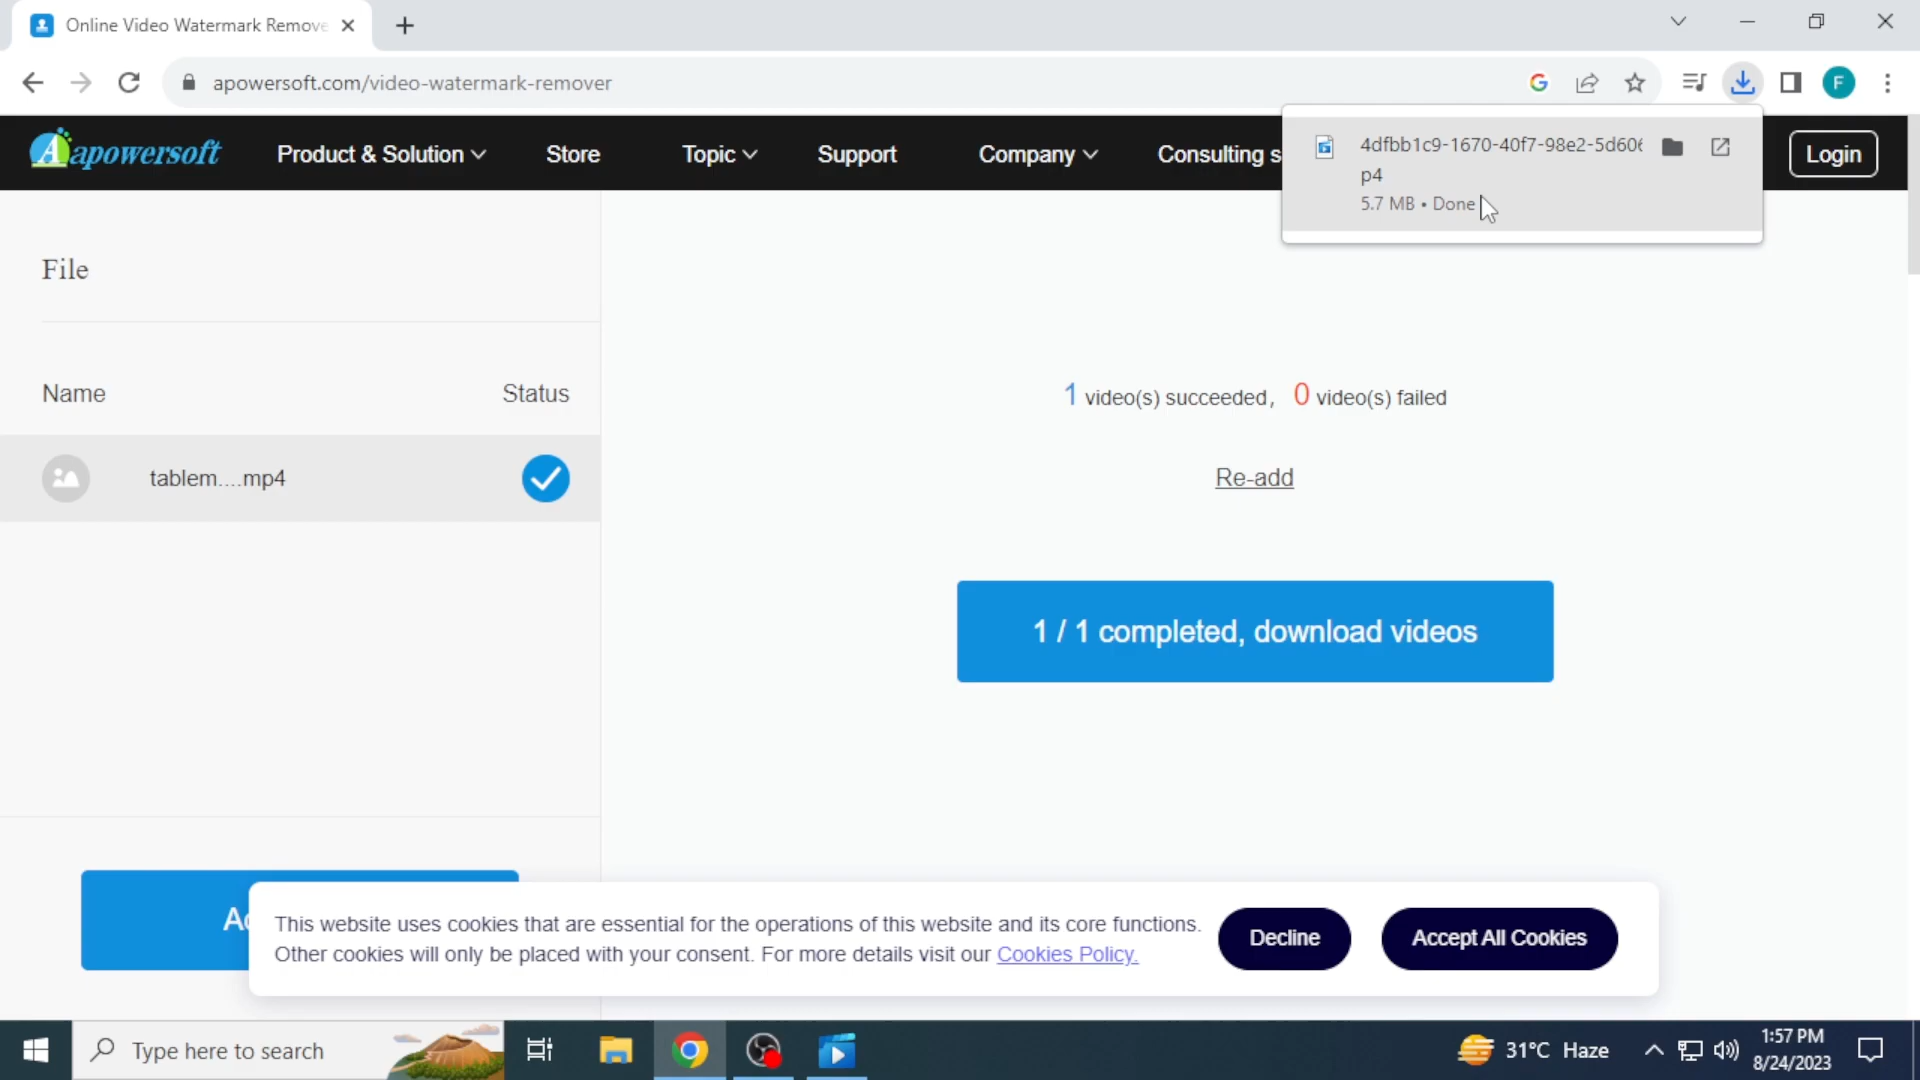 Online Video Watermark Remove
apowersoft.com/video-watermark-remover
F
apowersoft
Product & Solution
Store
Topic
Support
Company
Consulting s
Login
4dfbb1c9-1670-40f7-98e2-5d606
p4
5.7 MB • Done
File
Name
Status
tablem....mp4
1 video(s) succeeded, 0 video(s) failed
Re-add
1 / 1 completed, download videos
This website uses cookies that are essential for the operations of this website and its core functions.
Other cookies will only be placed with your consent. For more details visit our Cookies Policy.
Decline
Accept All Cookies
Type here to search
31°C Haze
1:57 PM
8/24/2023